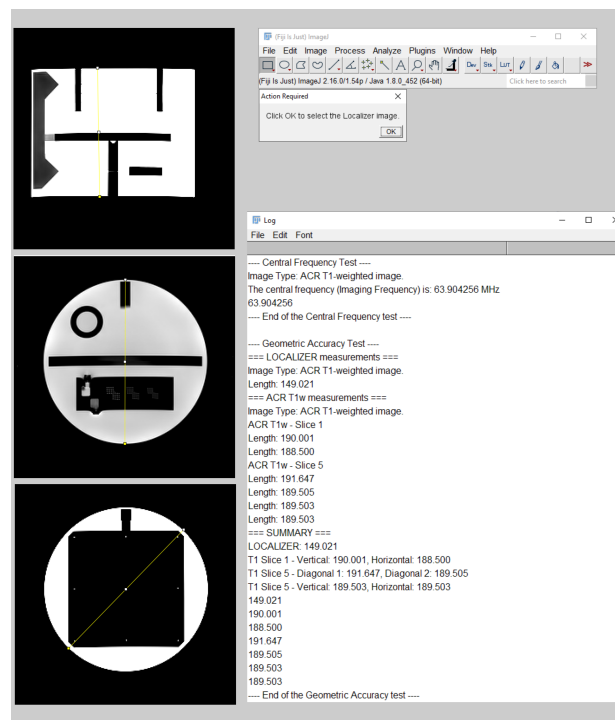 (Fiji Is Just) ImageJ
File Edit Image Process Analyze Plugins Window Help
Dev Stk LUT
(Fiji Is Just) ImageJ 2.16.0/1.54p / Java 1.8.0_452 (64-bit)
Click here to search
Action Required
Click OK to select the Localizer image.
OK
Log
File Edit Font
---- Central Frequency Test ----
Image Type: ACR T1-weighted image.
The central frequency (Imaging Frequency) is: 63.904256 MHz
63.904256
---- End of the Central Frequency test ----
---- Geometric Accuracy Test ----
=== LOCALIZER measurements ===
Image Type: ACR T1-weighted image.
Length: 149.021
=== ACR T1w measurements ===
Image Type: ACR T1-weighted image.
ACR T1w - Slice 1
Length: 190.001
Length: 188.500
ACR T1w - Slice 5
Length: 191.647
Length: 189.505
Length: 189.503
Length: 189.503
=== SUMMARY ===
LOCALIZER: 149.021
T1 Slice 1 - Vertical: 190.001, Horizontal: 188.500
T1 Slice 5 - Diagonal 1: 191.647, Diagonal 2: 189.505
T1 Slice 5 - Vertical: 189.503, Horizontal: 189.503
149.021
190.001
188.500
191.647
189.505
189.503
189.503
---- End of the Geometric Accuracy test ----